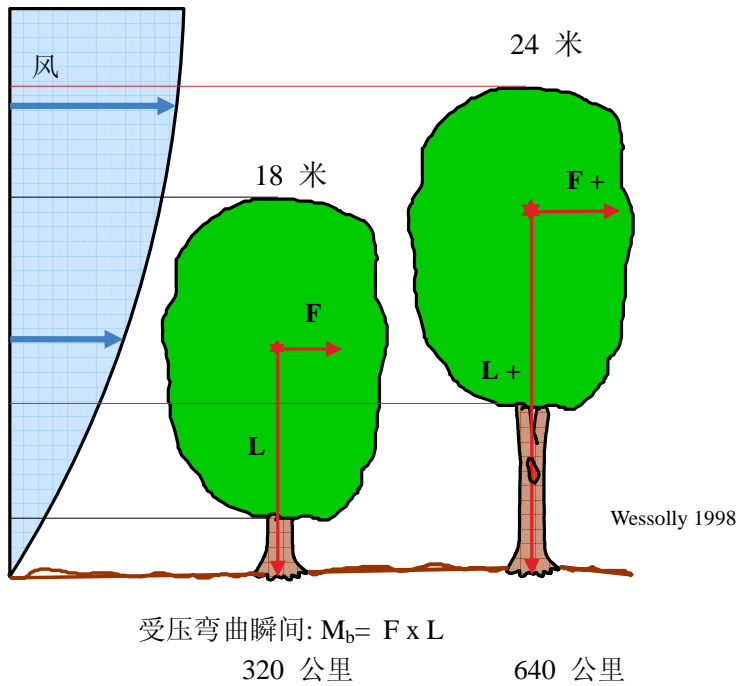 24 米
风
18 米
F +
F
L +
L
Wessolly 1998
受压弯曲瞬间: Mb= F x L
320 公里 640 公里